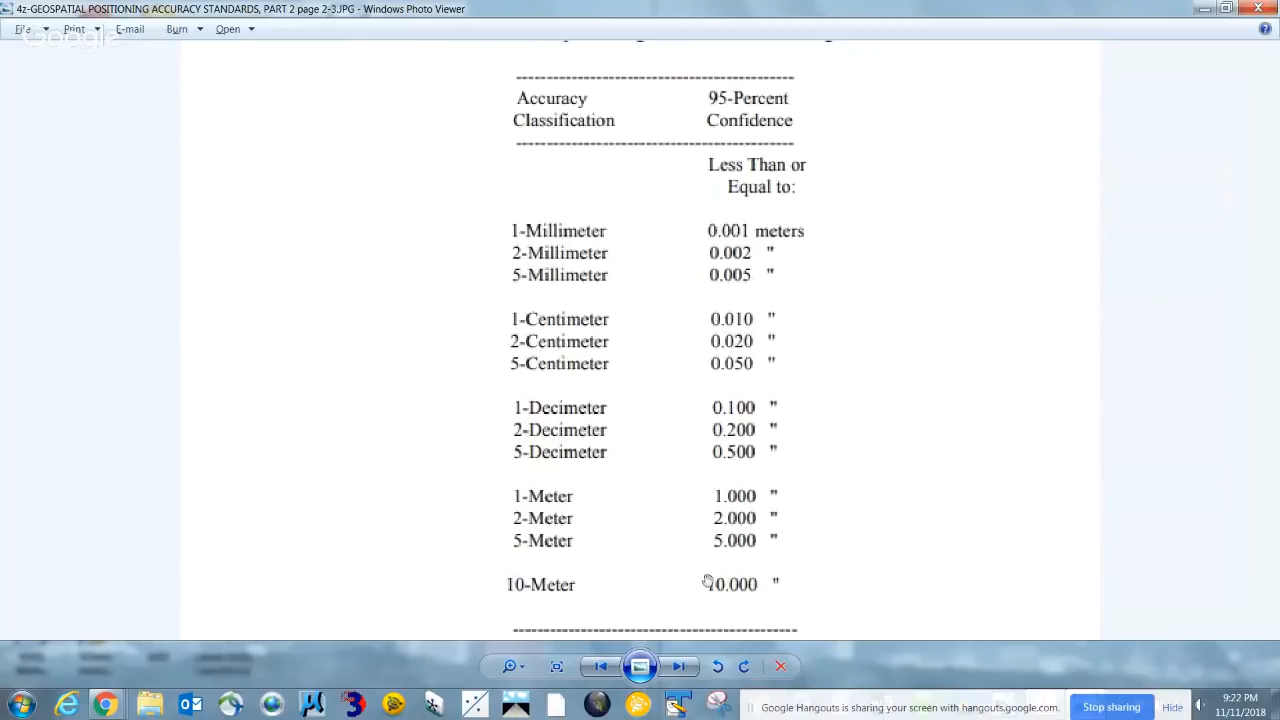 4z-GEOSPATIAL POSITIONING ACCURACY STANDARDS, PART 2 page 2-3.JPG - Windows Photo Viewer
File Print E-mail Burn Open
Google
Accuracy 95-Percent
Classification Confidence
Less Than or
Equal to:
1-Millimeter 0.001 meters
2-Millimeter 0.002 "
5-Millimeter 0.005 "
1-Centimeter 0.010 "
2-Centimeter 0.020 "
5-Centimeter 0.050 "
1-Decimeter 0.100 "
2-Decimeter 0.200 "
5-Decimeter 0.500 "
1-Meter 1.000 "
2-Meter 2.000 "
5-Meter 5.000 "
10-Meter 10.000 "
Google Hangouts is sharing your screen with hangouts.google.com. Stop sharing Hide
9:22 PM
11/11/2018